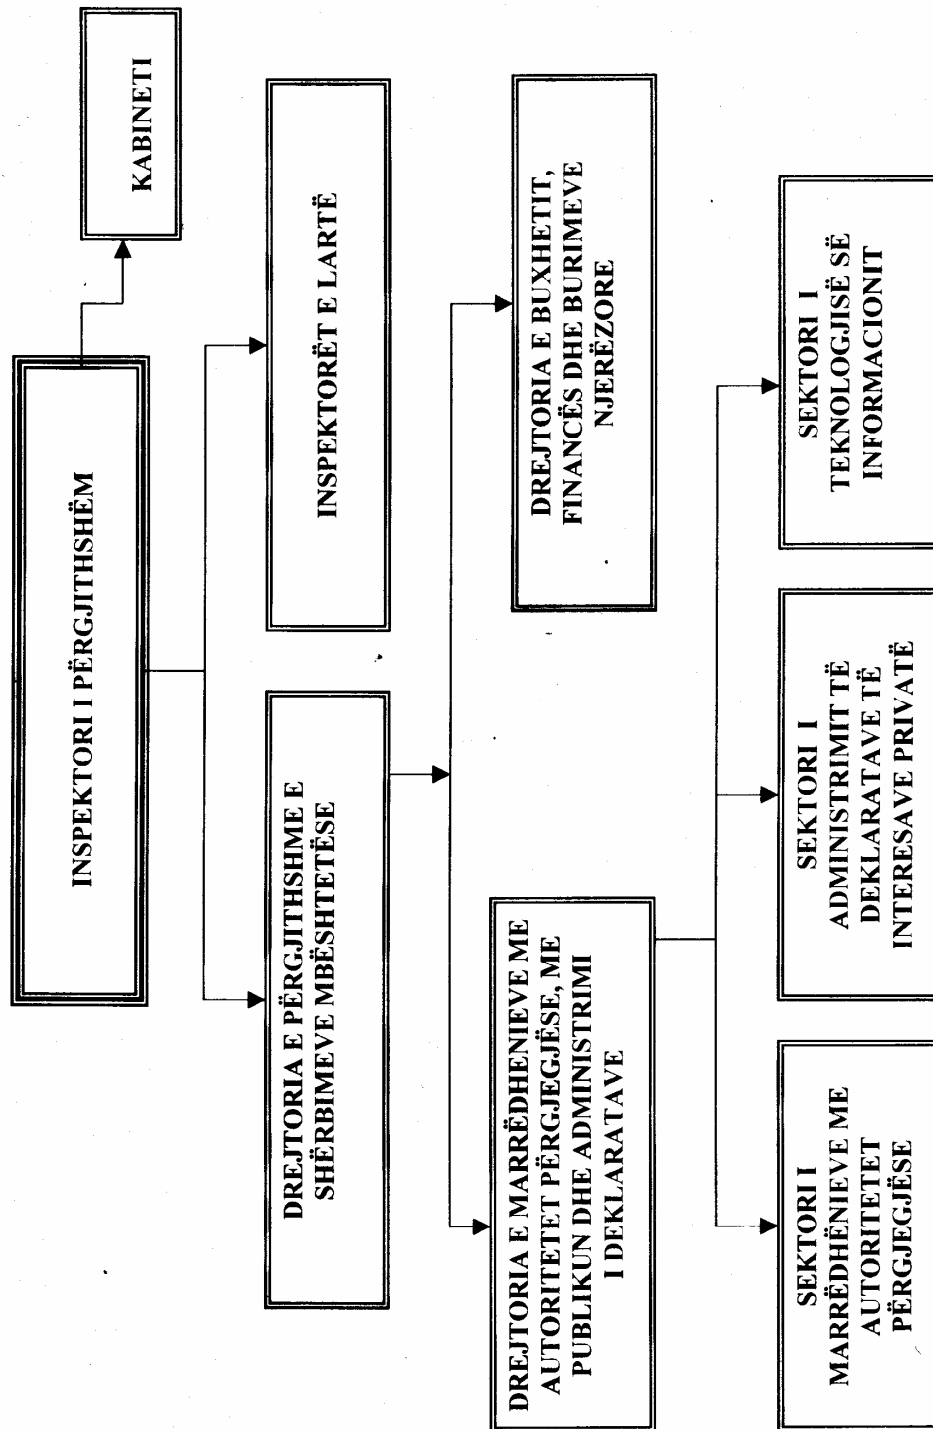 INSPEKTORI I PËRGJITHSHËM
KABINETI
DREJTORIA E PËRGJITHSHME E
SHËRBIMEVE MBËSHTETËSE
INSPEKTORËT E LARTË
DREJTORIA E MARRËDHENIEVE ME
AUTORITETET PËRGJEGJËSE, ME
PUBLIKUN DHE ADMINISTRIMI
I DEKLARATAVE
DREJTORIA E BUXHETIT,
FINANCËS DHE BURIMEVE
NJERËZORE
SEKTORI I
MARRËDHËNIEVE ME
AUTORITETET
PËRGJEGJËSE
SEKTORI I
ADMINISTRIMIT TË
DEKLARATAVE TË
INTERESAVE PRIVATË
SEKTORI I
TEKNOLOGJISË SË
INFORMACIONIT